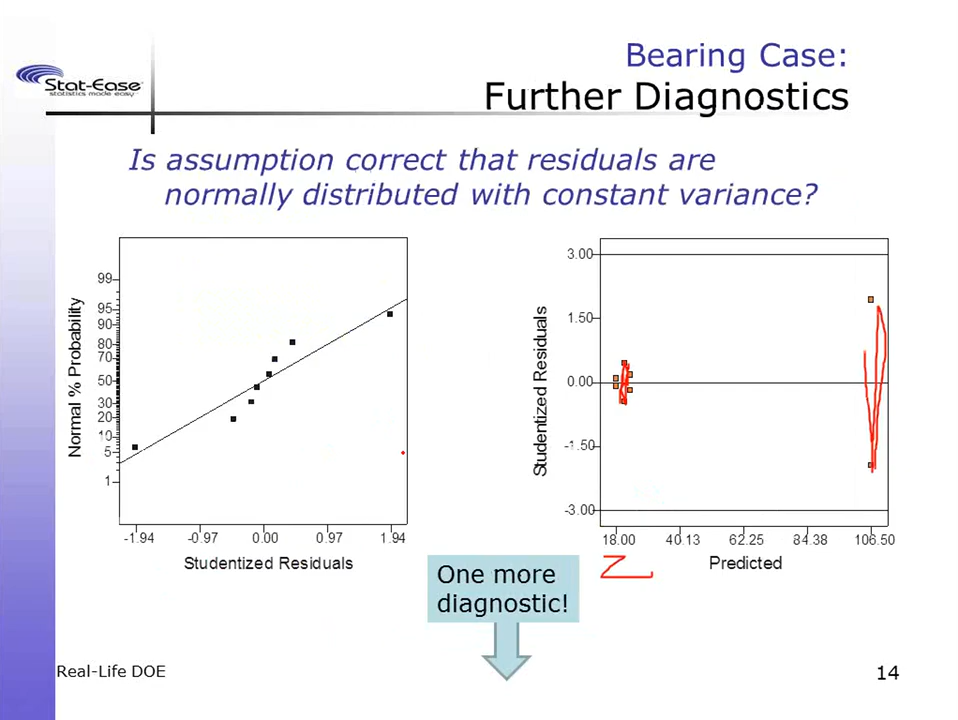 Stat-Ease
statistics made easy
Bearing Case:
Further Diagnostics
Is assumption correct that residuals are
normally distributed with constant variance?
Normal % Probability
99
95
90
80
70
50
30
20
10
5
1
-1.94
-0.97
0.00
0.97
1.94
Studentized Residuals
Studentized Residuals
3.00
1.50
0.00
-1.50
-3.00
18.00
40.13
62.25
84.38
106.50
Predicted
One more
diagnostic!
Real-Life DOE
14